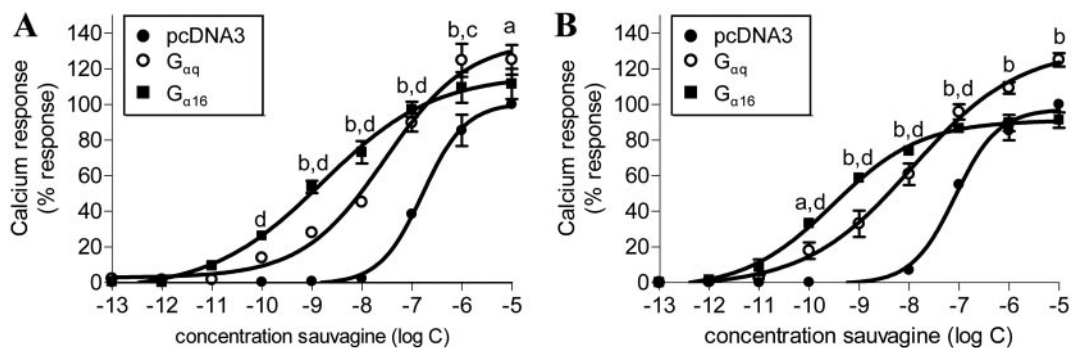 A
pcDNA3
Gαq
Gα16
Calcium response
(% response)
140
120
100
80
60
40
20
0
d
b,d
b,d
b,d
b,c
a
-13 -12 -11 -10 -9 -8 -7 -6 -5
concentration sauvagine (log C)
B
pcDNA3
Gαq
Gα16
Calcium response
(% response)
140
120
100
80
60
40
20
0
a,d
b,d
b,d
b,d
b
b
-13 -12 -11 -10 -9 -8 -7 -6 -5
concentration sauvagine (log C)